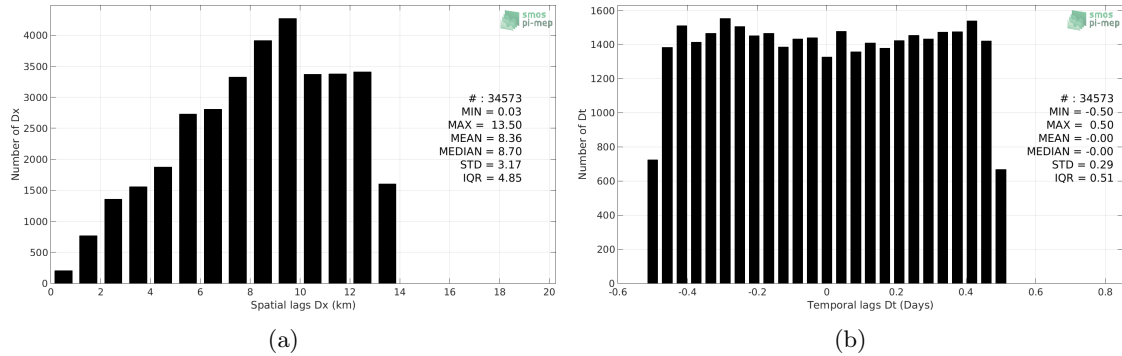 smos
pi-mep
4000
3500
3000
2500
2000
1500
1000
500
0
Number of Dx
# : 34573
MIN = 0.03
MAX = 13.50
MEAN = 8.36
MEDIAN = 8.70
STD = 3.17
IQR = 4.85
0 2 4 6 8 10 12 14 16 18 20
Spatial lags Dx (km)
(a)
smos
pi-mep
1600
1400
1200
1000
800
600
400
200
0
Number of Dt
# : 34573
MIN = -0.50
MAX = 0.50
MEAN = -0.00
MEDIAN = -0.00
STD = 0.29
IQR = 0.51
-0.6 -0.4 -0.2 0 0.2 0.4 0.6 0.8
Temporal lags Dt (Days)
(b)